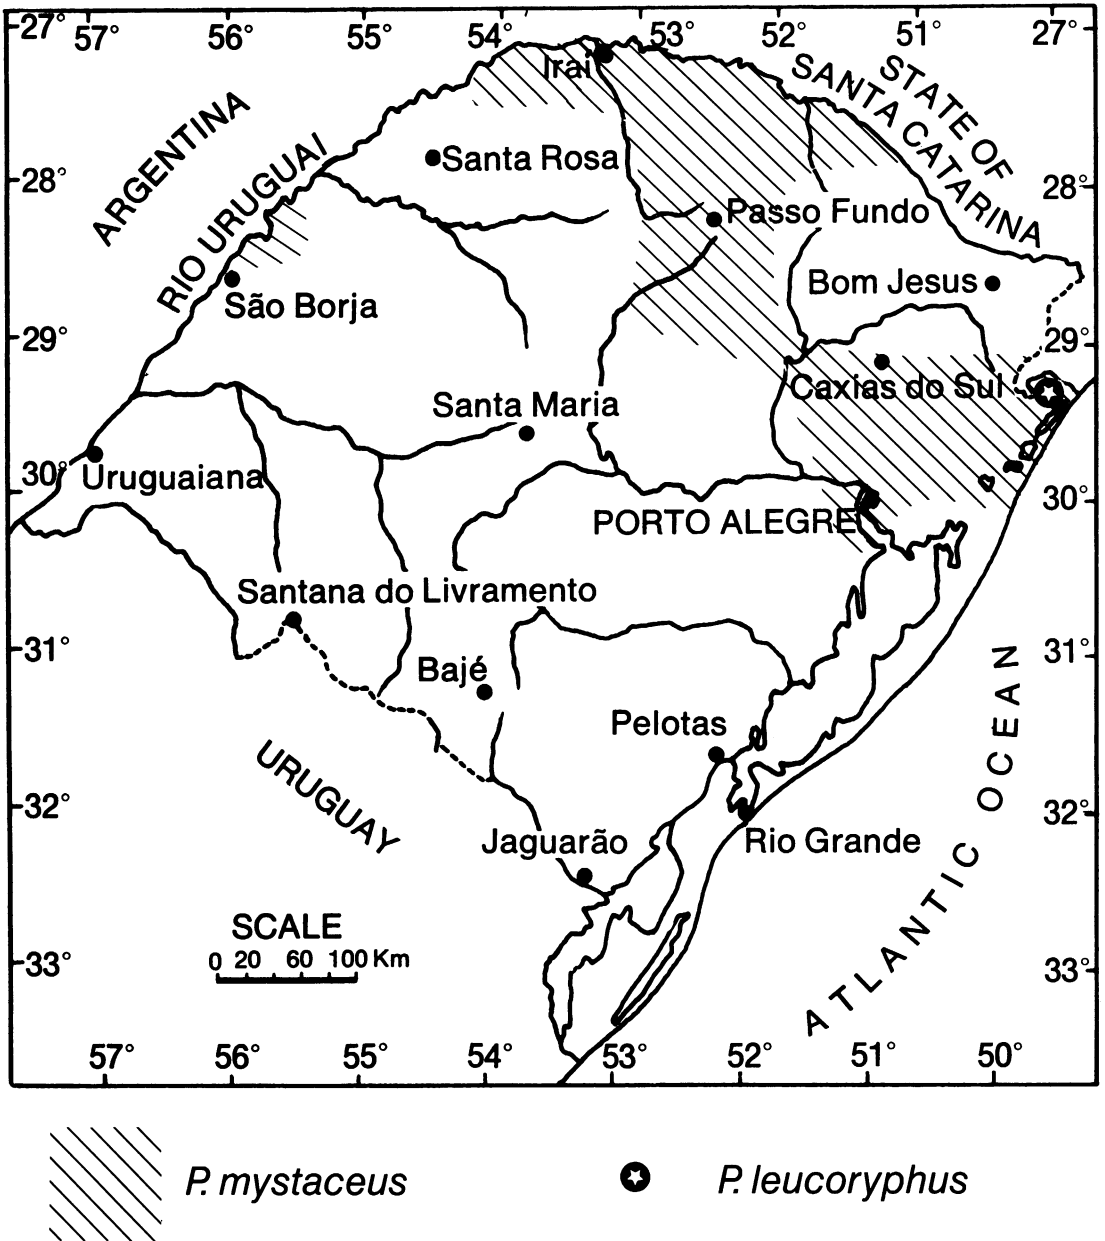 27° 57° 56° 55° 54° 53° 52° 51° 27°
Irai
STATE OF
SANTA CATARINA
ARGENTINA
RIO URUGUAI
Santa Rosa
28° 28°
Passo Fundo
Bom Jesus
São Borja
29° 29°
Caxias do Sul
Santa Maria
30° Uruguaiana 30°
PORTO ALEGRE
Santana do Livramento
31° 31°
Bajé
Pelotas
URUGUAY
ATLANTIC OCEAN
32° 32°
Jaguarão Rio Grande
SCALE
0 20 60 100 Km
33° 33°
57° 56° 55° 54° 53° 52° 51° 50°
P. mystaceus P. leucoryphus